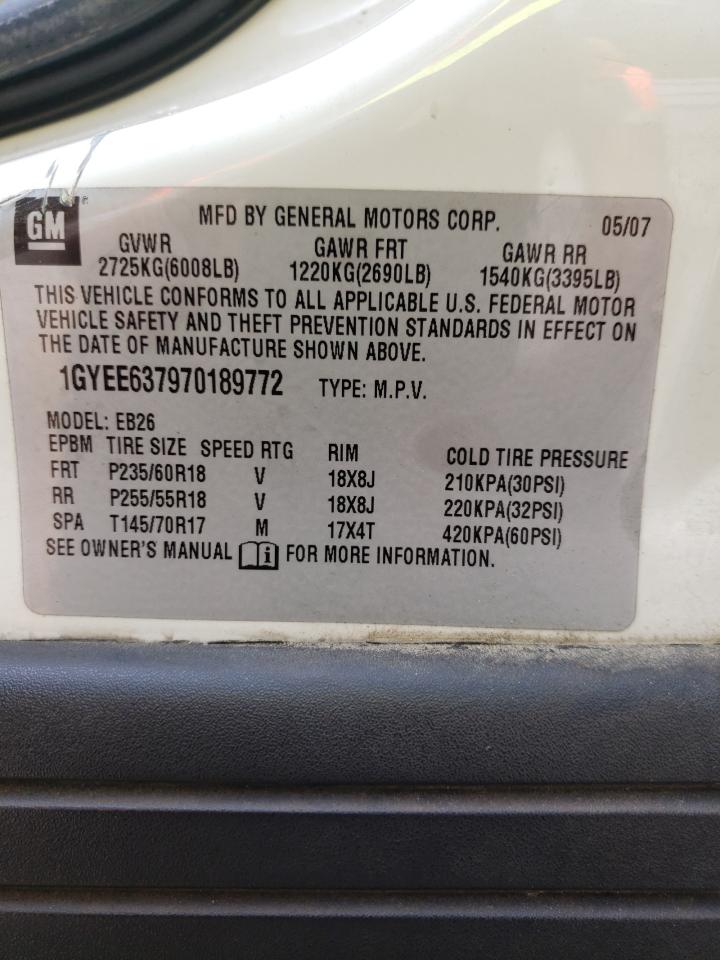 GM
MFD BY GENERAL MOTORS CORP. 05/07
GVWR GAWR FRT GAWR RR
2725KG(6008LB) 1220KG(2690LB) 1540KG(3395LB)
THIS VEHICLE CONFORMS TO ALL APPLICABLE U.S. FEDERAL MOTOR
VEHICLE SAFETY AND THEFT PREVENTION STANDARDS IN EFFECT ON
THE DATE OF MANUFACTURE SHOWN ABOVE.
1GYEE637970189772 TYPE: M.P.V.
MODEL: EB26
EPBM TIRE SIZE SPEED RTG RIM COLD TIRE PRESSURE
FRT P235/60R18 V 18X8J 210KPA(30PSI)
RR P255/55R18 V 18X8J 220KPA(32PSI)
SPA T145/70R17 M 17X4T 420KPA(60PSI)
SEE OWNER'S MANUAL i FOR MORE INFORMATION.